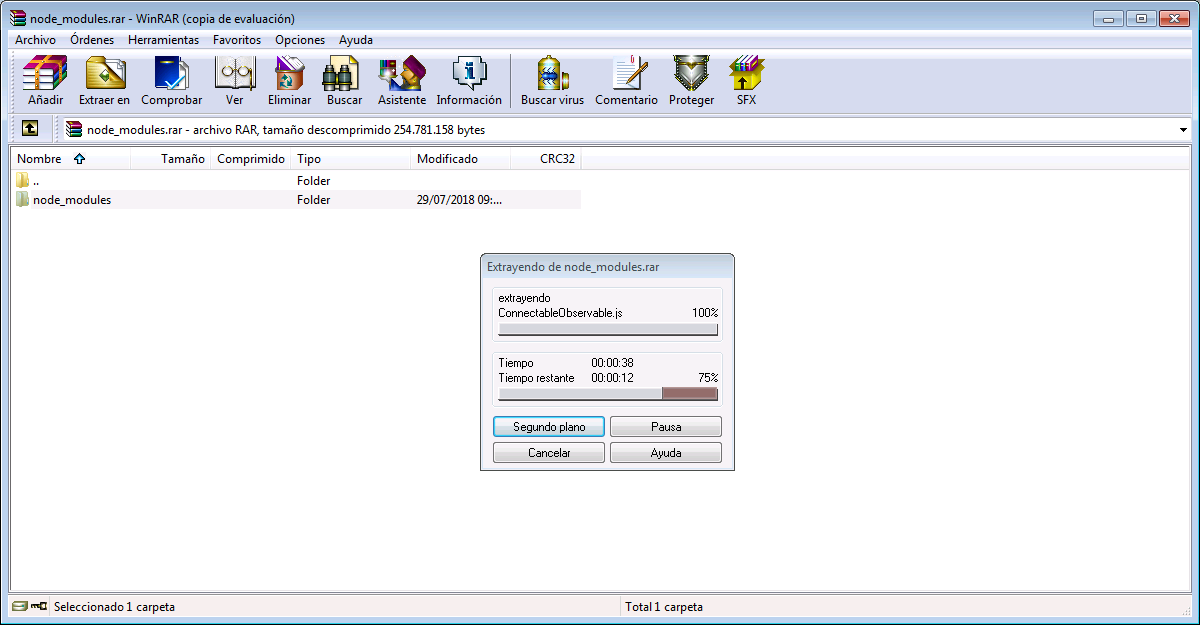 node_modules.rar - WinRAR (copia de evaluación)
Archivo Órdenes Herramientas Favoritos Opciones Ayuda
Añadir Extraer en Comprobar Ver Eliminar Buscar Asistente Información Buscar virus Comentario Proteger SFX
node_modules.rar - archivo RAR, tamaño descomprimido 254.781.158 bytes
Nombre Tamaño Comprimido Tipo Modificado CRC32
.. Folder
node_modules Folder 29/07/2018 09:...
Extrayendo de node_modules.rar
extrayendo
ConnectableObservable.js 100%
Tiempo 00:00:38
Tiempo restante 00:00:12 75%
Segundo plano Pausa
Cancelar Ayuda
Seleccionado 1 carpeta Total 1 carpeta